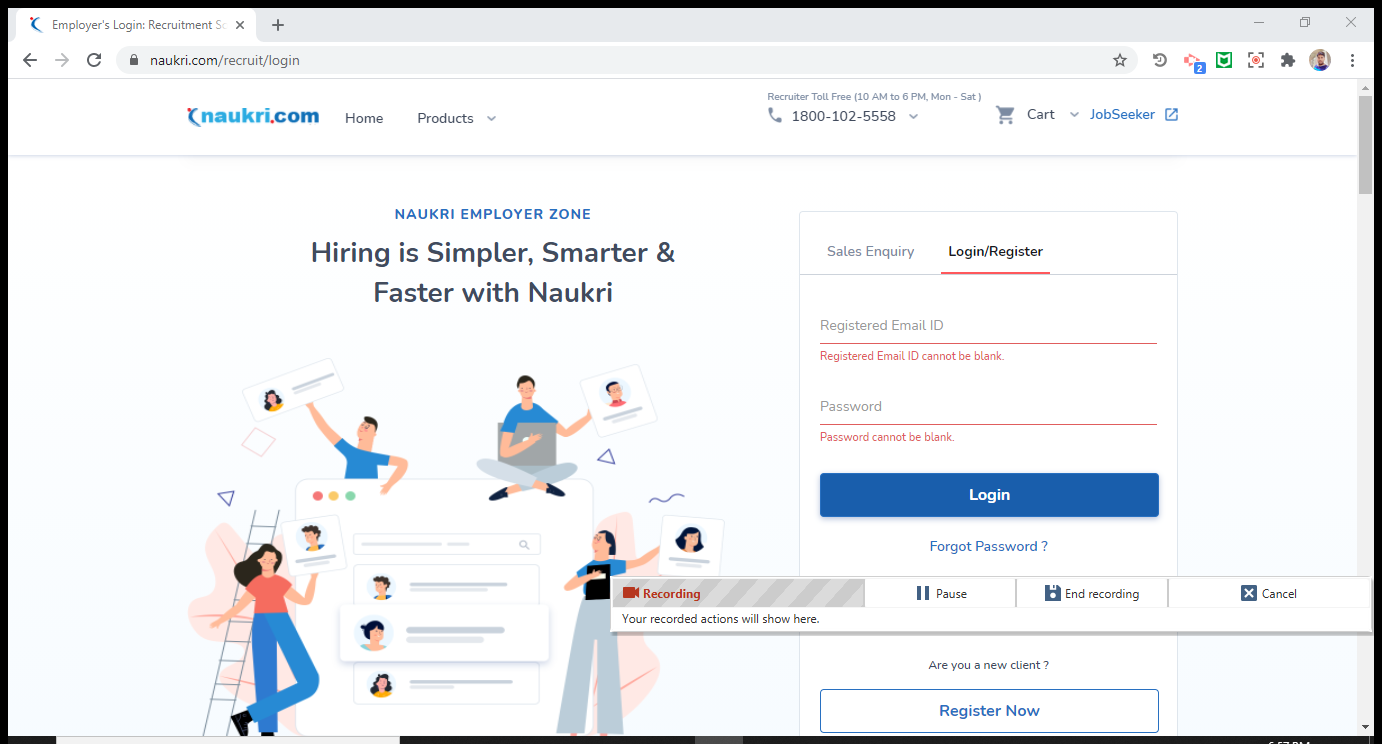 Employer's Login: Recruitment So
naukri.com/recruit/login
2
Recruiter Toll Free (10 AM to 6 PM, Mon - Sat )
naukri.com
Home
Products
1800-102-5558
Cart
JobSeeker
NAUKRI EMPLOYER ZONE
Hiring is Simpler, Smarter &
Faster with Naukri
Sales Enquiry
Login/Register
Registered Email ID
Registered Email ID cannot be blank.
Password
Password cannot be blank.
Login
Forgot Password ?
Recording
Pause
End recording
Cancel
Your recorded actions will show here.
Are you a new client ?
Register Now